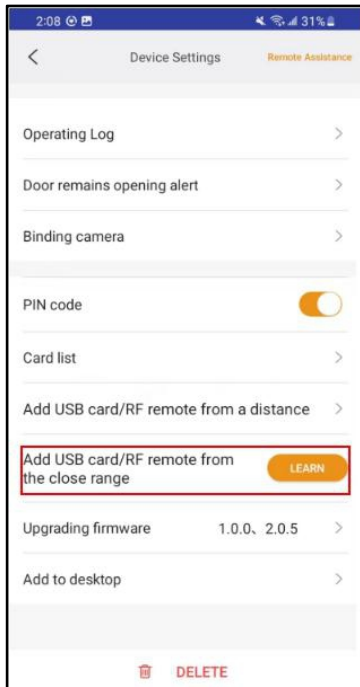 2:08 31%
Device Settings Remote Assistance
Operating Log
Door remains opening alert
Binding camera
PIN code
Card list
Add USB card/RF remote from a distance
Add USB card/RF remote from
the close range LEARN
Upgrading firmware 1.0.0、2.0.5
Add to desktop
DELETE